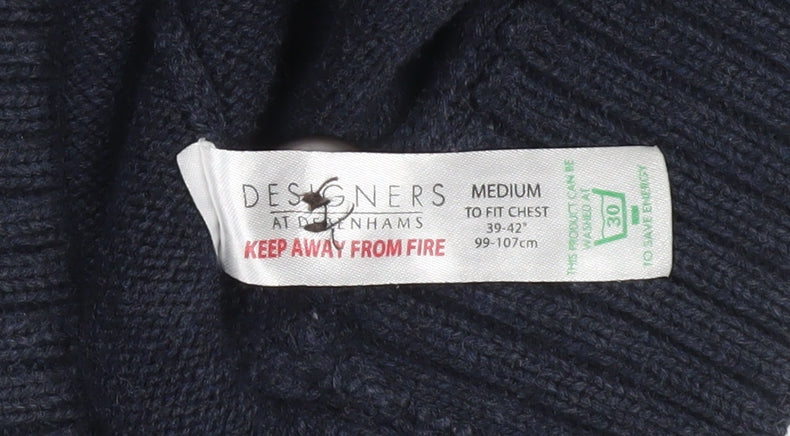 DESIGNERS
AT DEBENHAMS
KEEP AWAY FROM FIRE
MEDIUM
TO FIT CHEST
39-42"
99-107cm
THIS PRODUCT CAN BE
WASHED AT
30
TO SAVE ENERGY